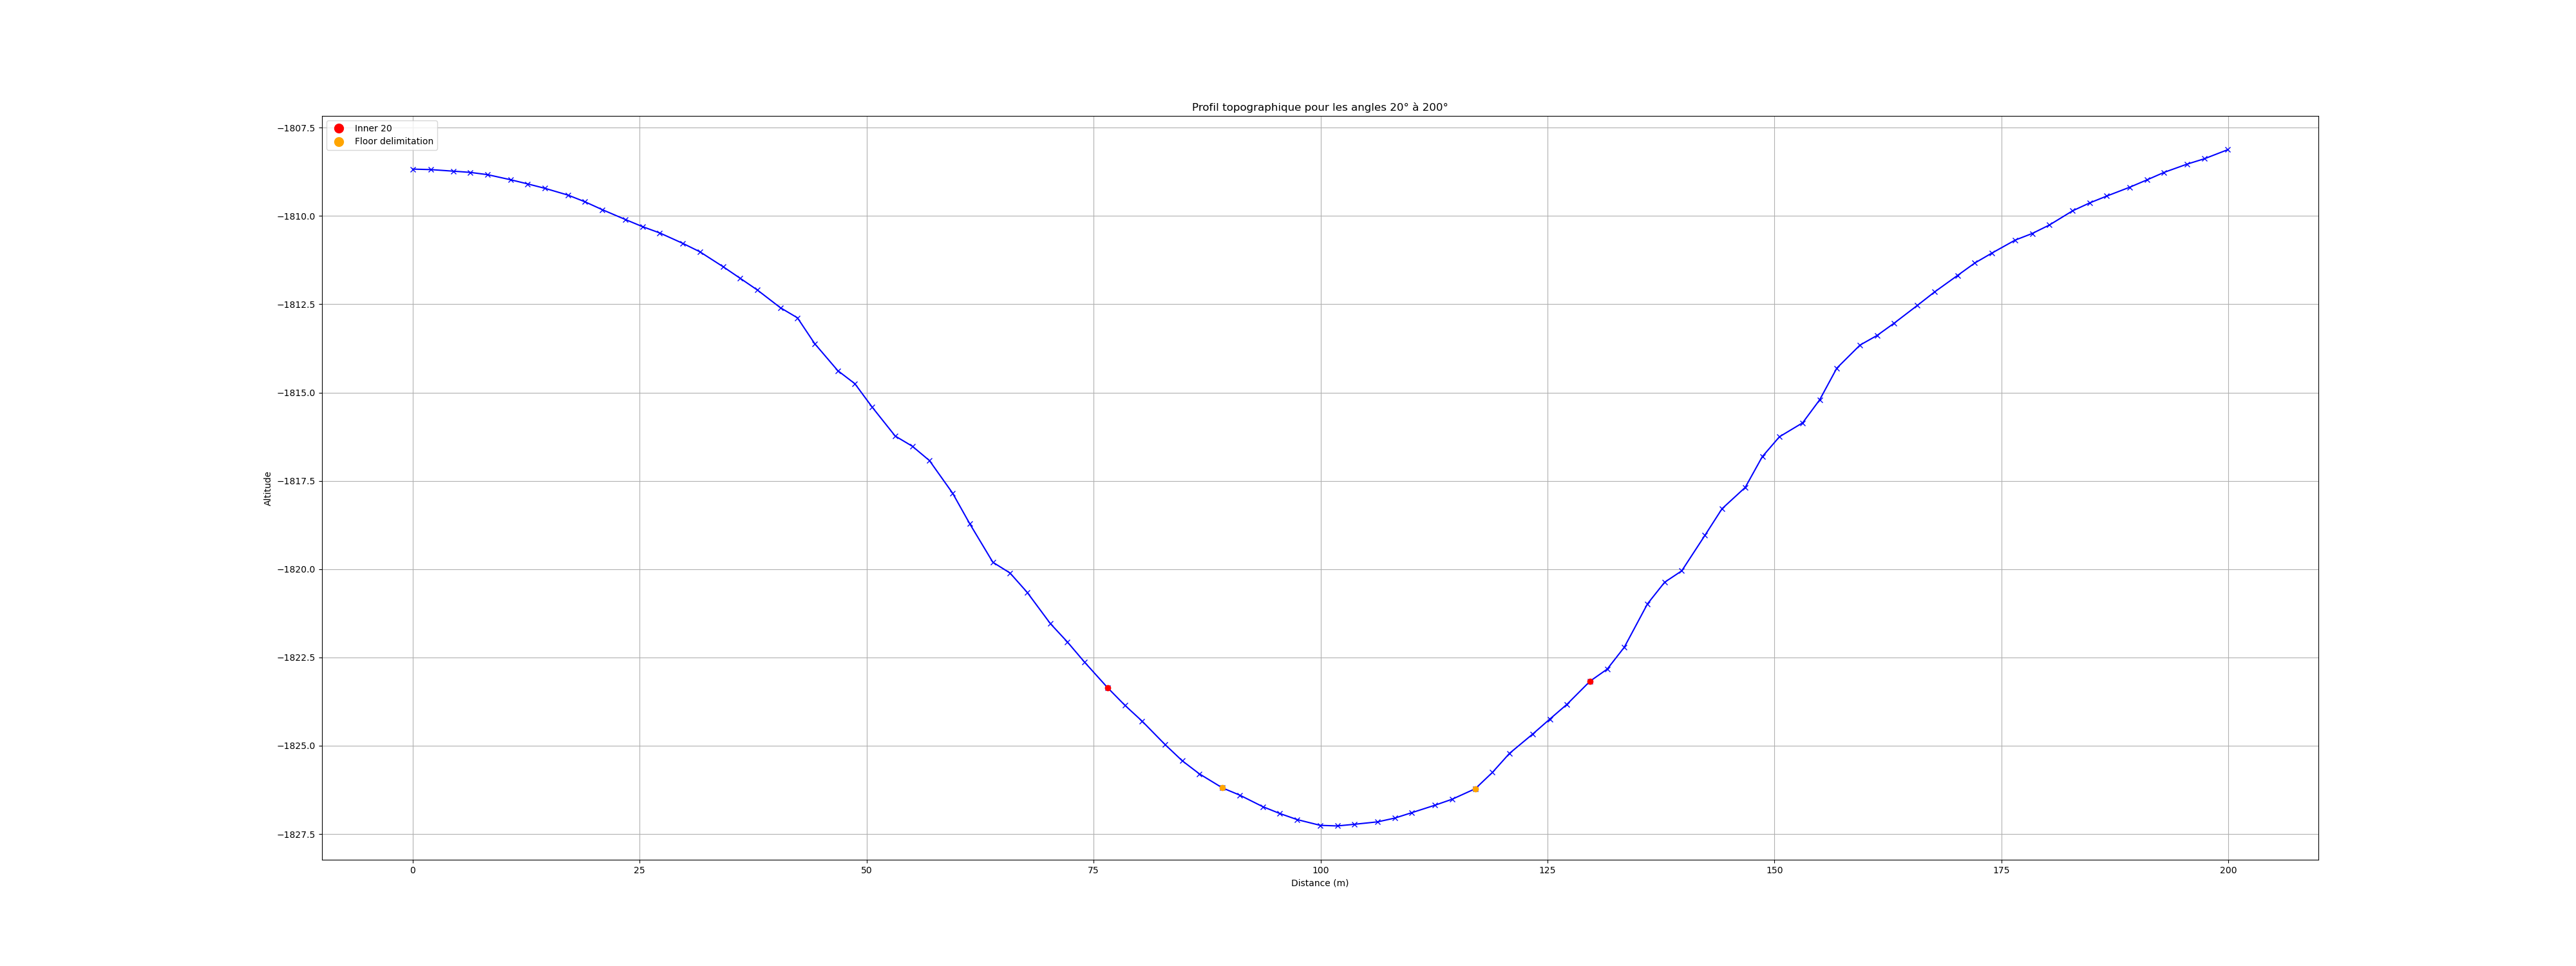 Profil topographique pour les angles 20° à 200°
Inner 20
Floor delimitation
−1807.5
−1810.0
−1812.5
−1815.0
−1817.5
−1820.0
−1822.5
−1825.0
−1827.5
Altitude
0 25 50 75 100 125 150 175 200
Distance (m)